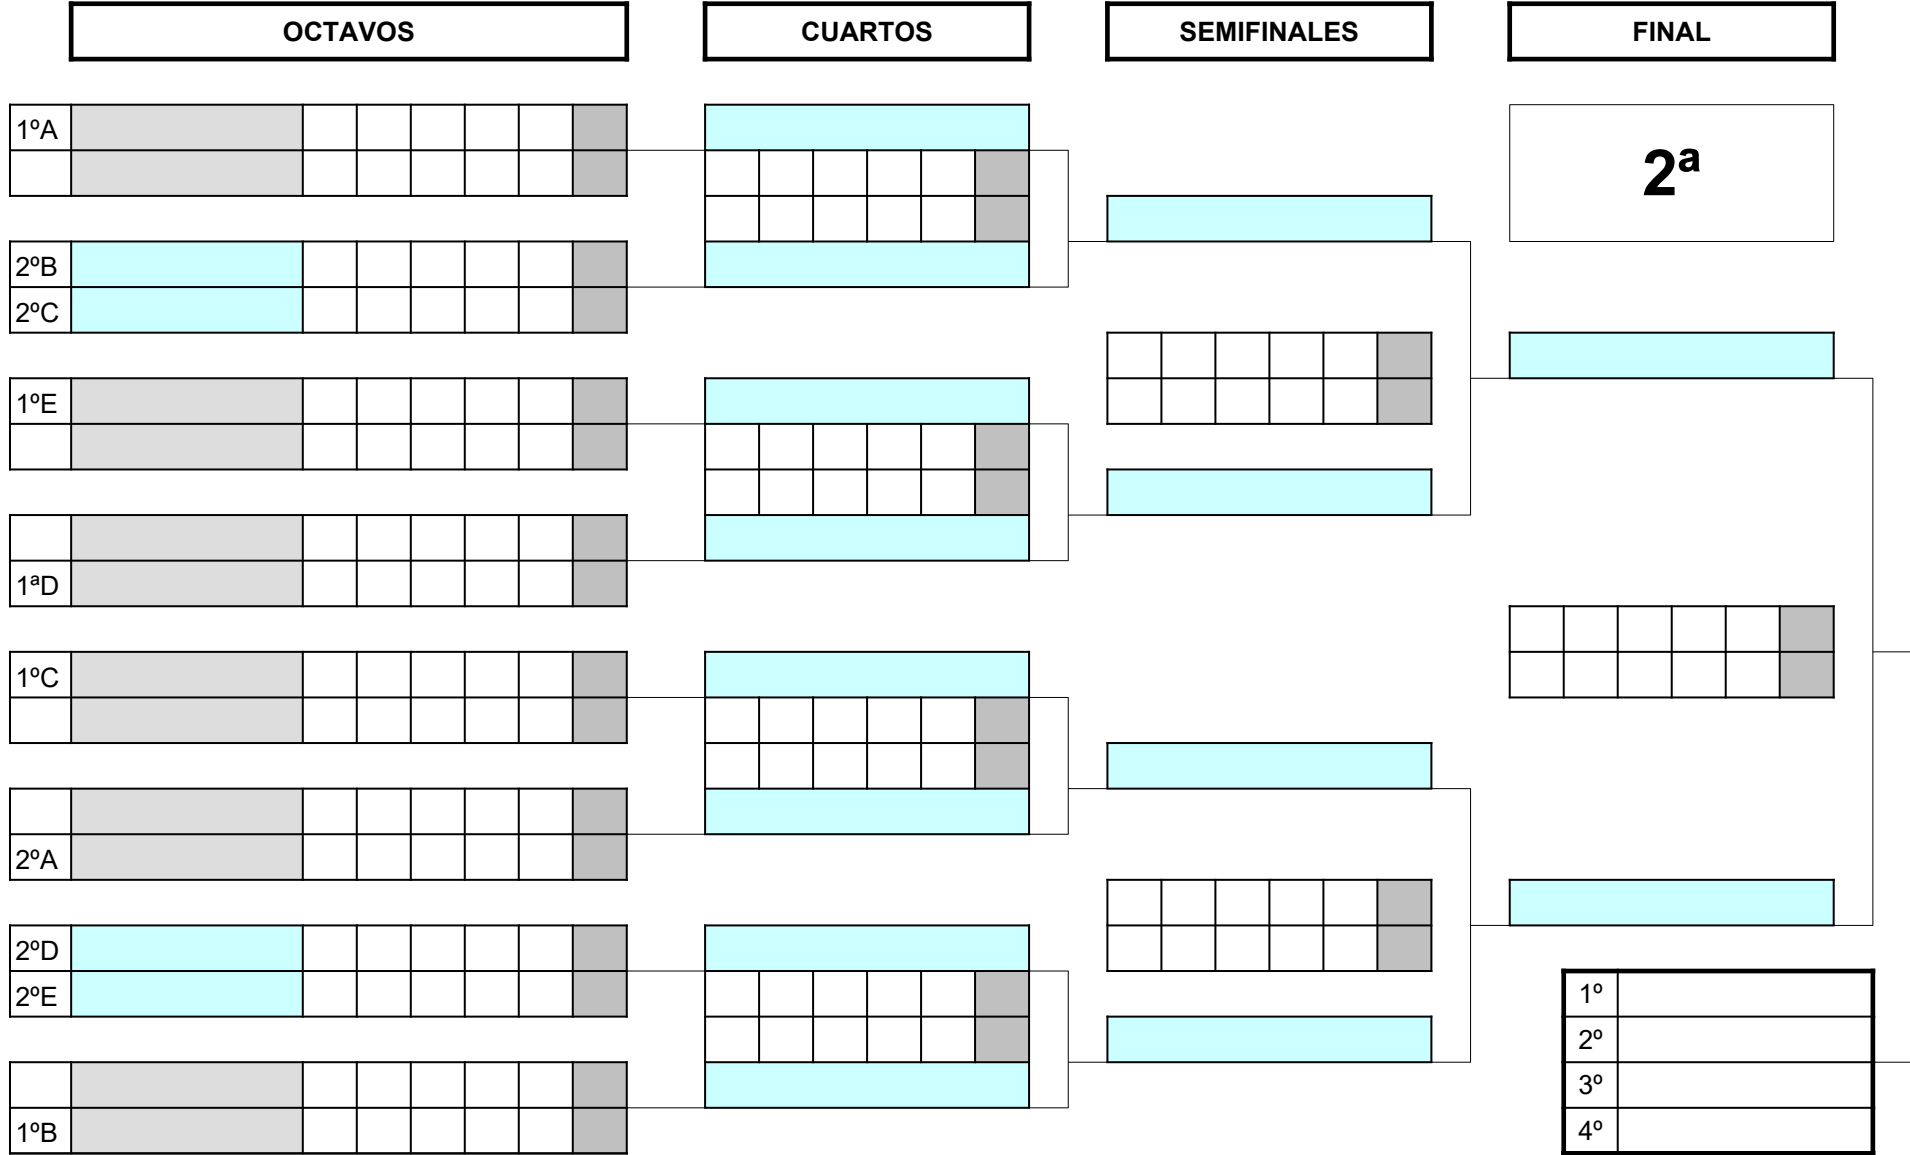 OCTAVOS CUARTOS SEMIFINALES FINAL
1ºA
2ª
2ºB
2ºC
1ºE
1ªD
1ºC
2ºA
2ºD
2ºE
1ºB
1º
2º
3º
4º